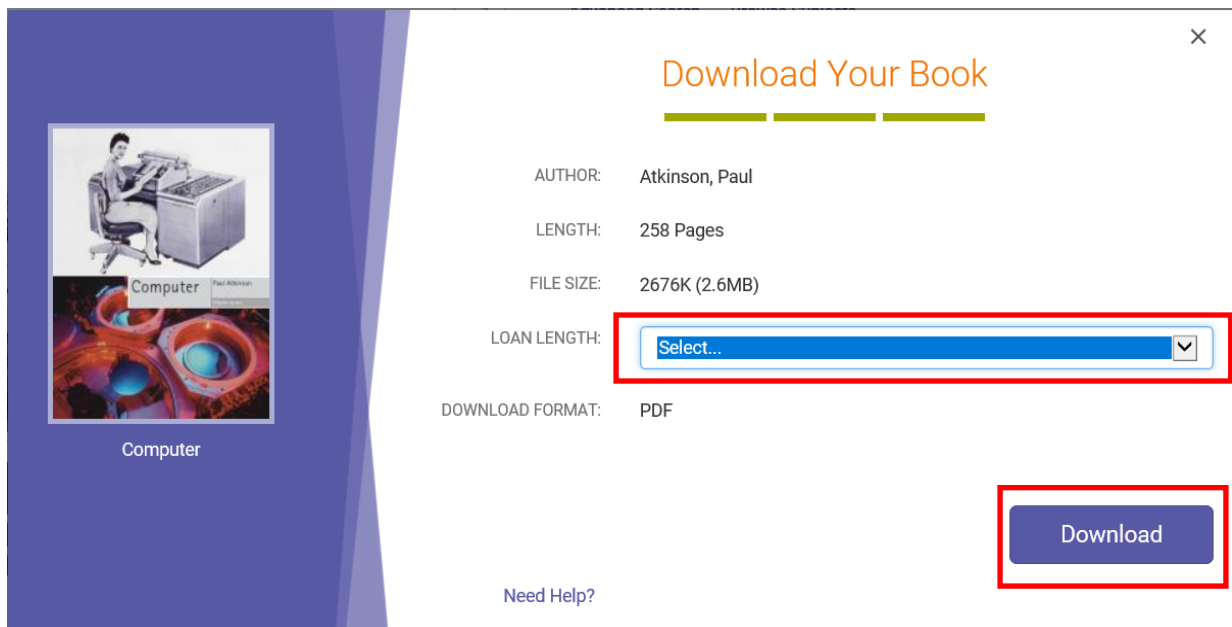 ×
Download Your Book
AUTHOR: Atkinson, Paul
LENGTH: 258 Pages
FILE SIZE: 2676K (2.6MB)
LOAN LENGTH: Select...
DOWNLOAD FORMAT: PDF
Computer Paul Atkinson
Computer
Download
Need Help?